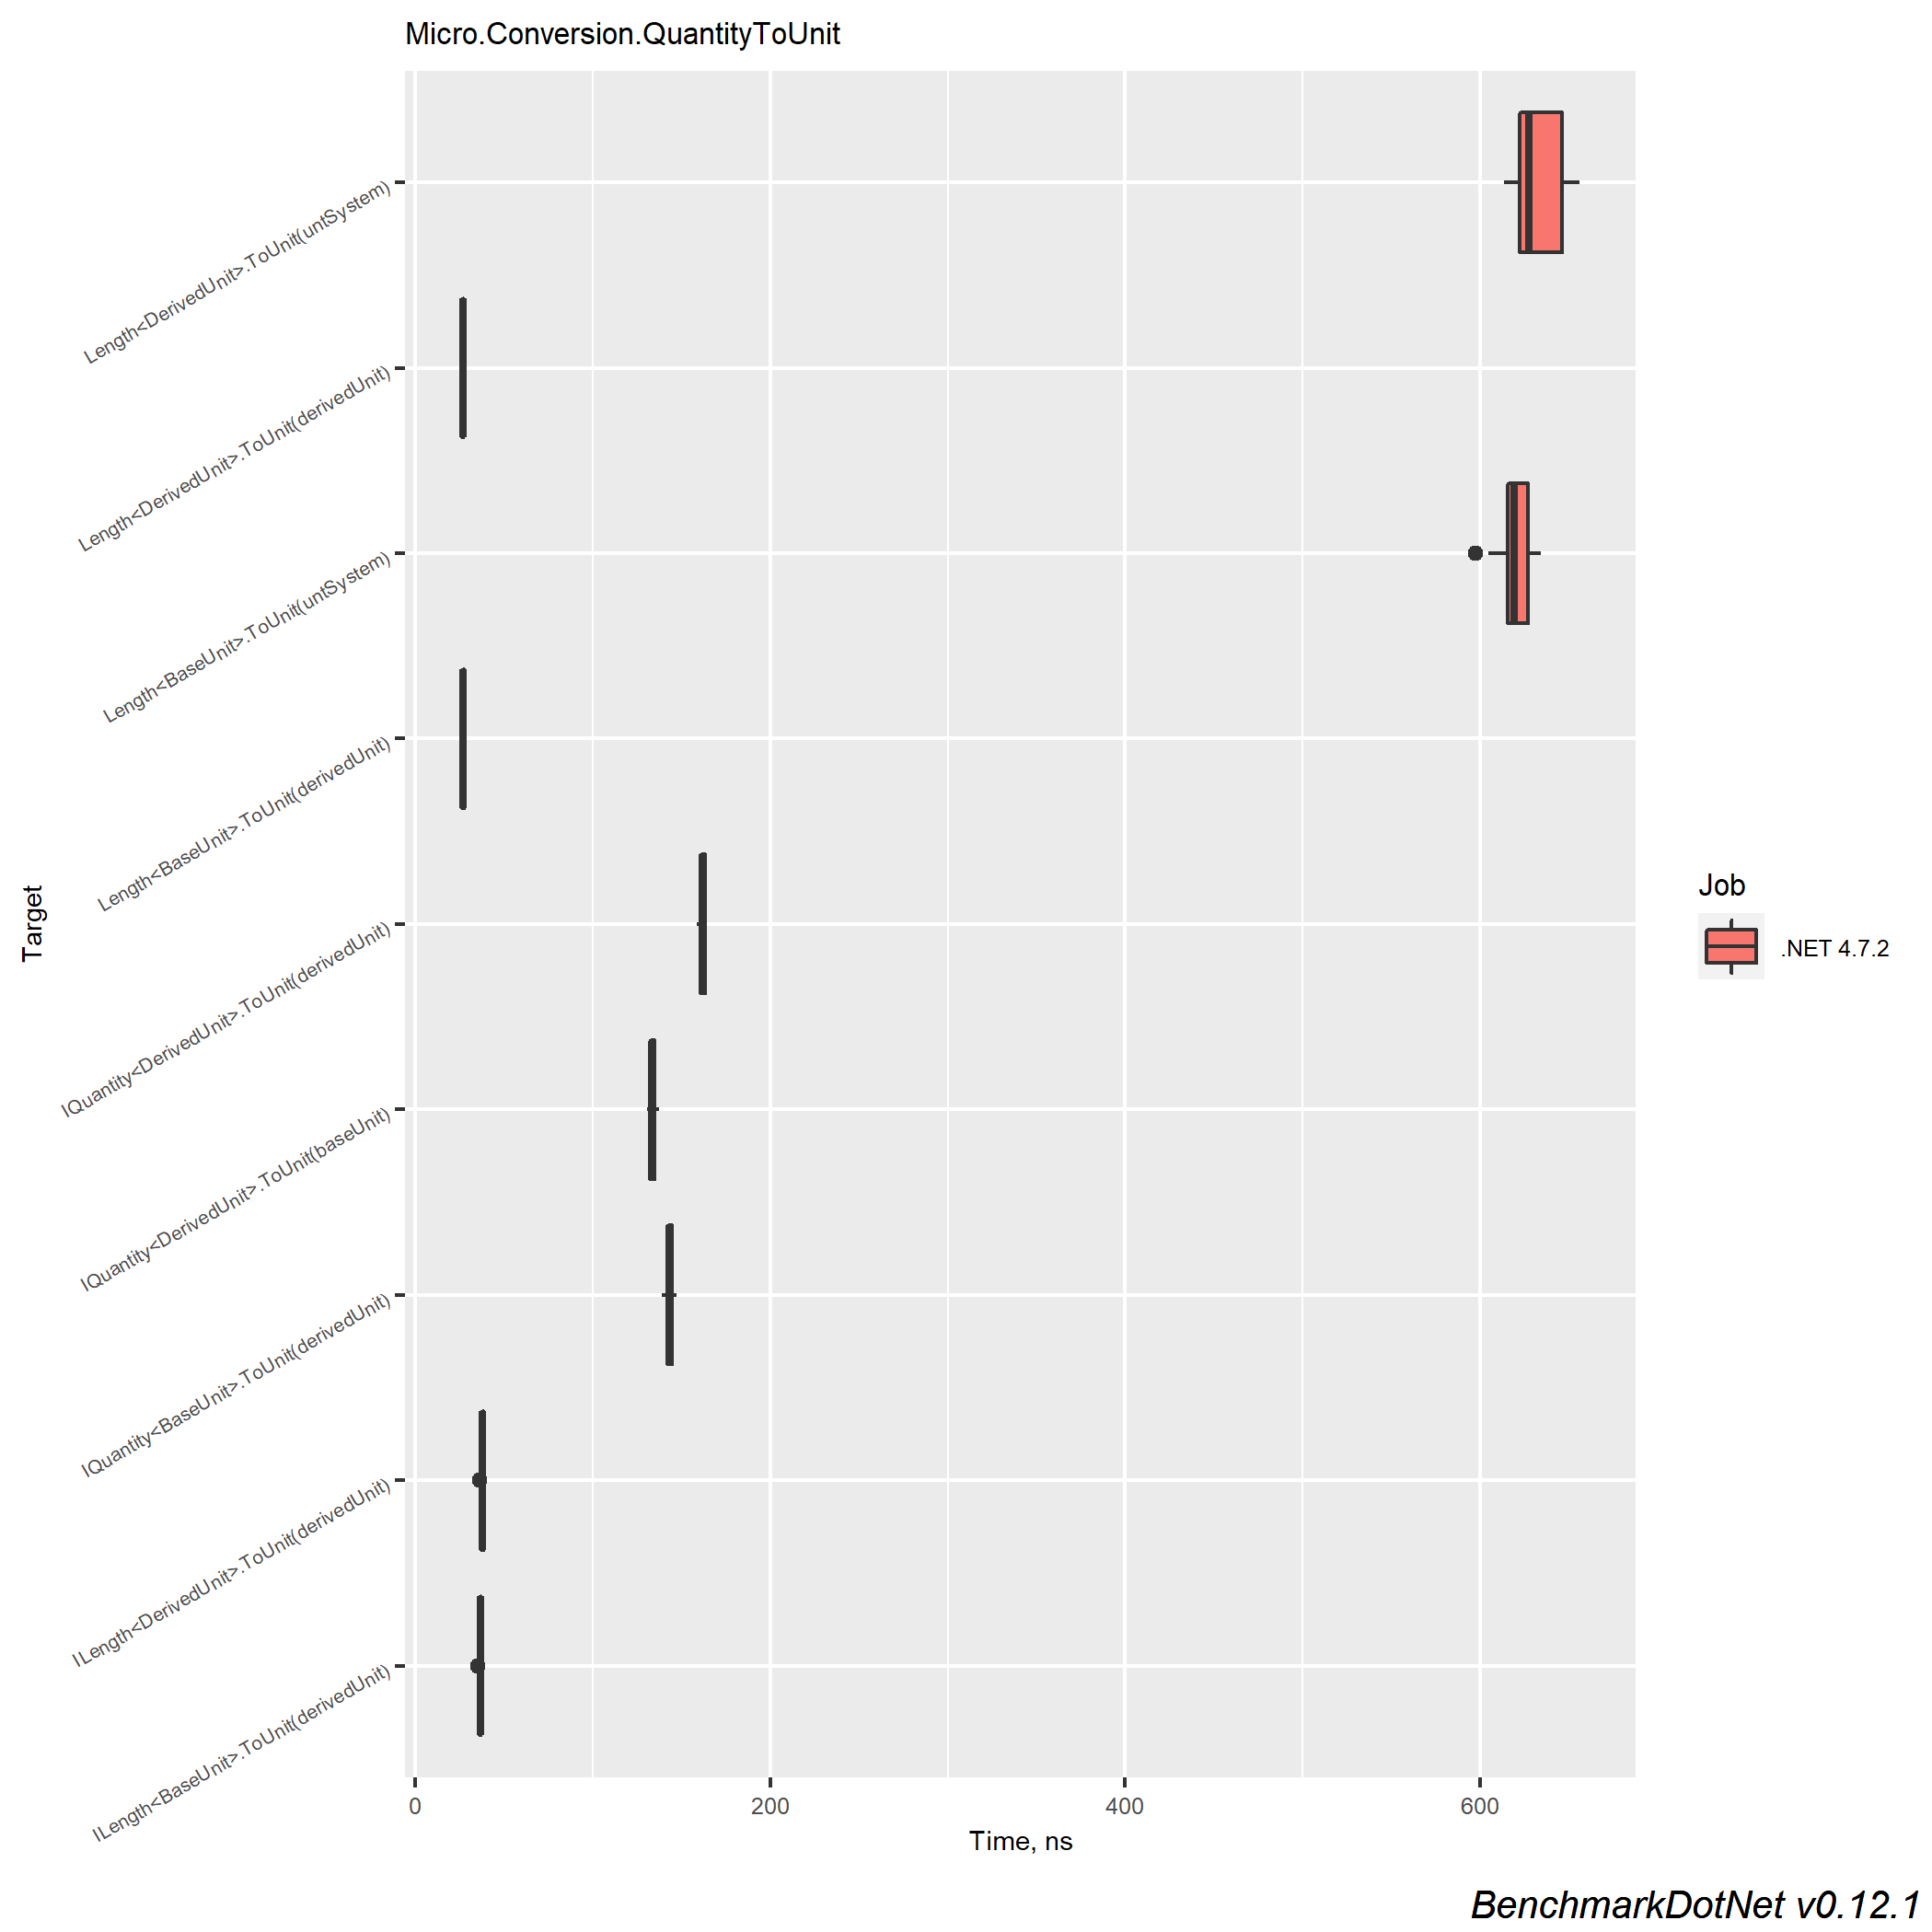 Micro.Conversion.QuantityToUnit
Length<DerivedUnit>.ToUnit(untSystem)
Length<DerivedUnit>.ToUnit(derivedUnit)
Length<BaseUnit>.ToUnit(untSystem)
Length<BaseUnit>.ToUnit(derivedUnit)
IQuantity<DerivedUnit>.ToUnit(derivedUnit)
IQuantity<DerivedUnit>.ToUnit(baseUnit)
IQuantity<BaseUnit>.ToUnit(derivedUnit)
ILength<DerivedUnit>.ToUnit(derivedUnit)
ILength<BaseUnit>.ToUnit(derivedUnit)
Target
0 200 400 600
Time, ns
Job
.NET 4.7.2
BenchmarkDotNet v0.12.1